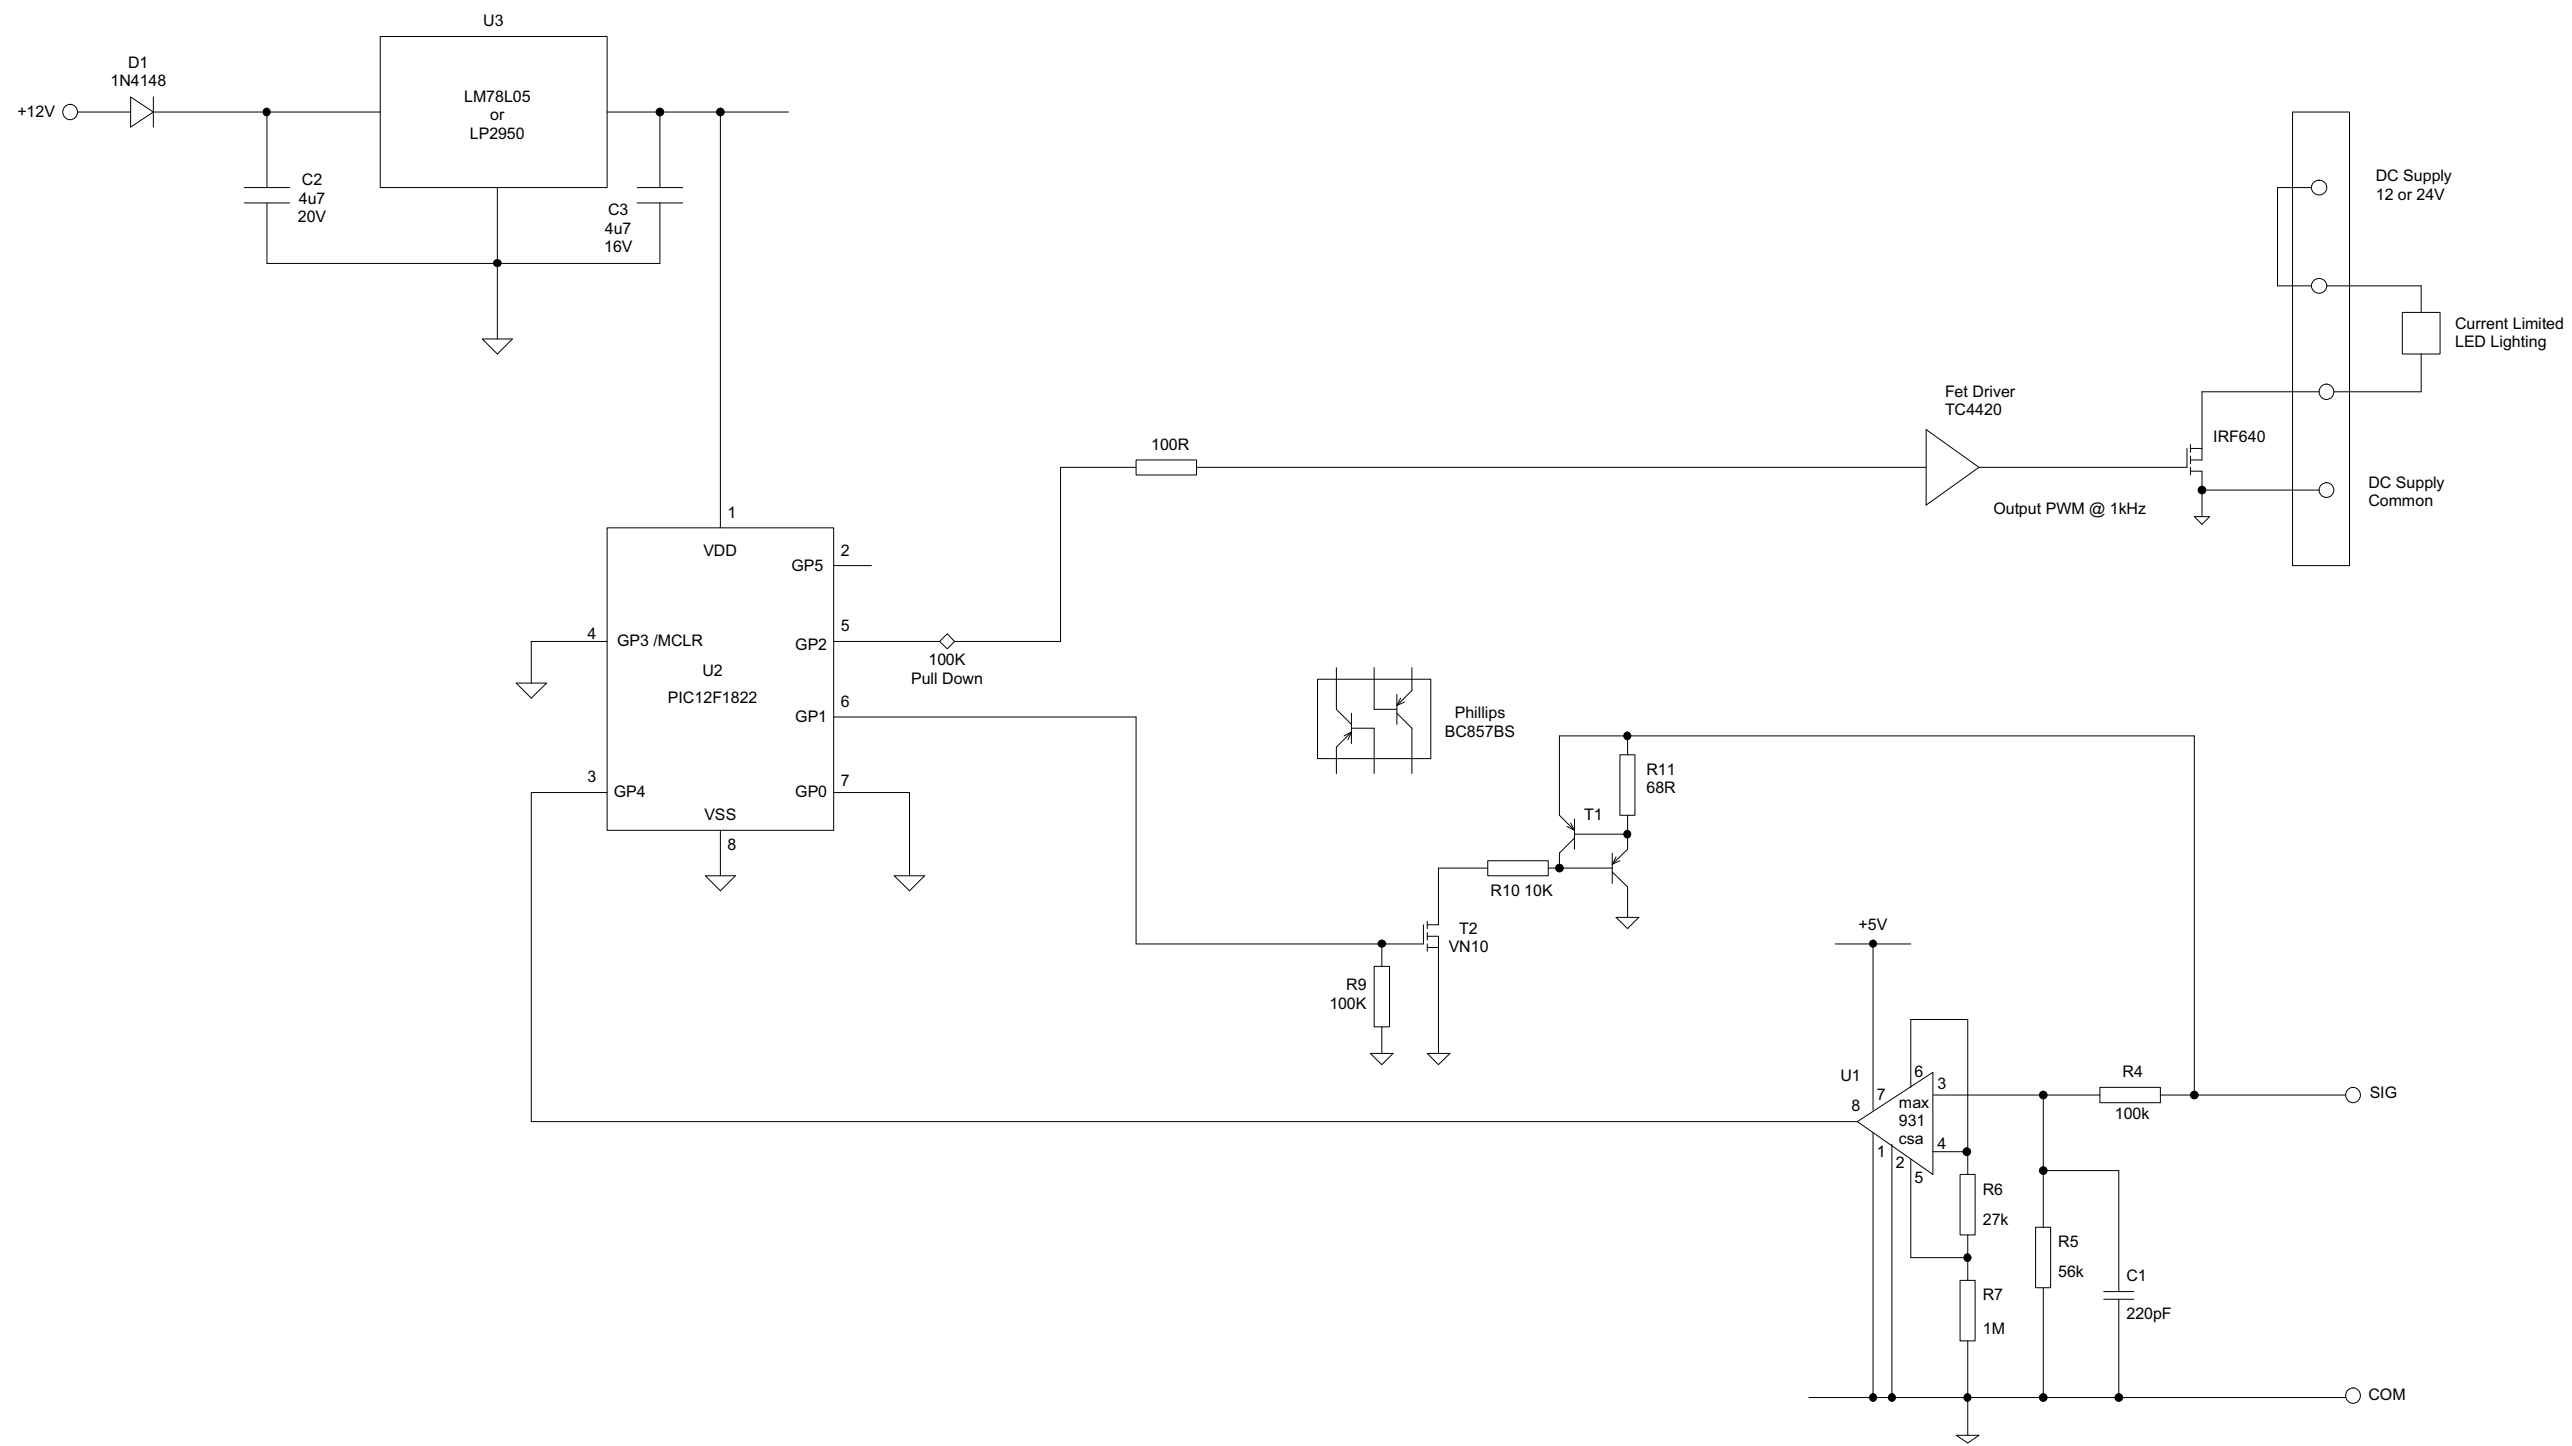 U3
D1
1N4148
+12V
LM78L05
or
LP2950
C2
4u7
20V
C3
4u7
16V
DC Supply
12 or 24V
Current Limited
LED Lighting
Fet Driver
TC4420
IRF640
100R
Output PWM @ 1kHz
DC Supply
Common
1
VDD
2
GP5
4
GP3 /MCLR
5
GP2
U2
PIC12F1822
100K
Pull Down
6
GP1
3
GP4
7
GP0
VSS
8
Phillips
BC857BS
R11
68R
T1
R10 10K
T2
VN10
R9
100K
+5V
U1
8
7
6
3
max
931
csa
4
1
2
5
R4
100k
SIG
R6
27k
R5
56k
C1
220pF
R7
1M
COM